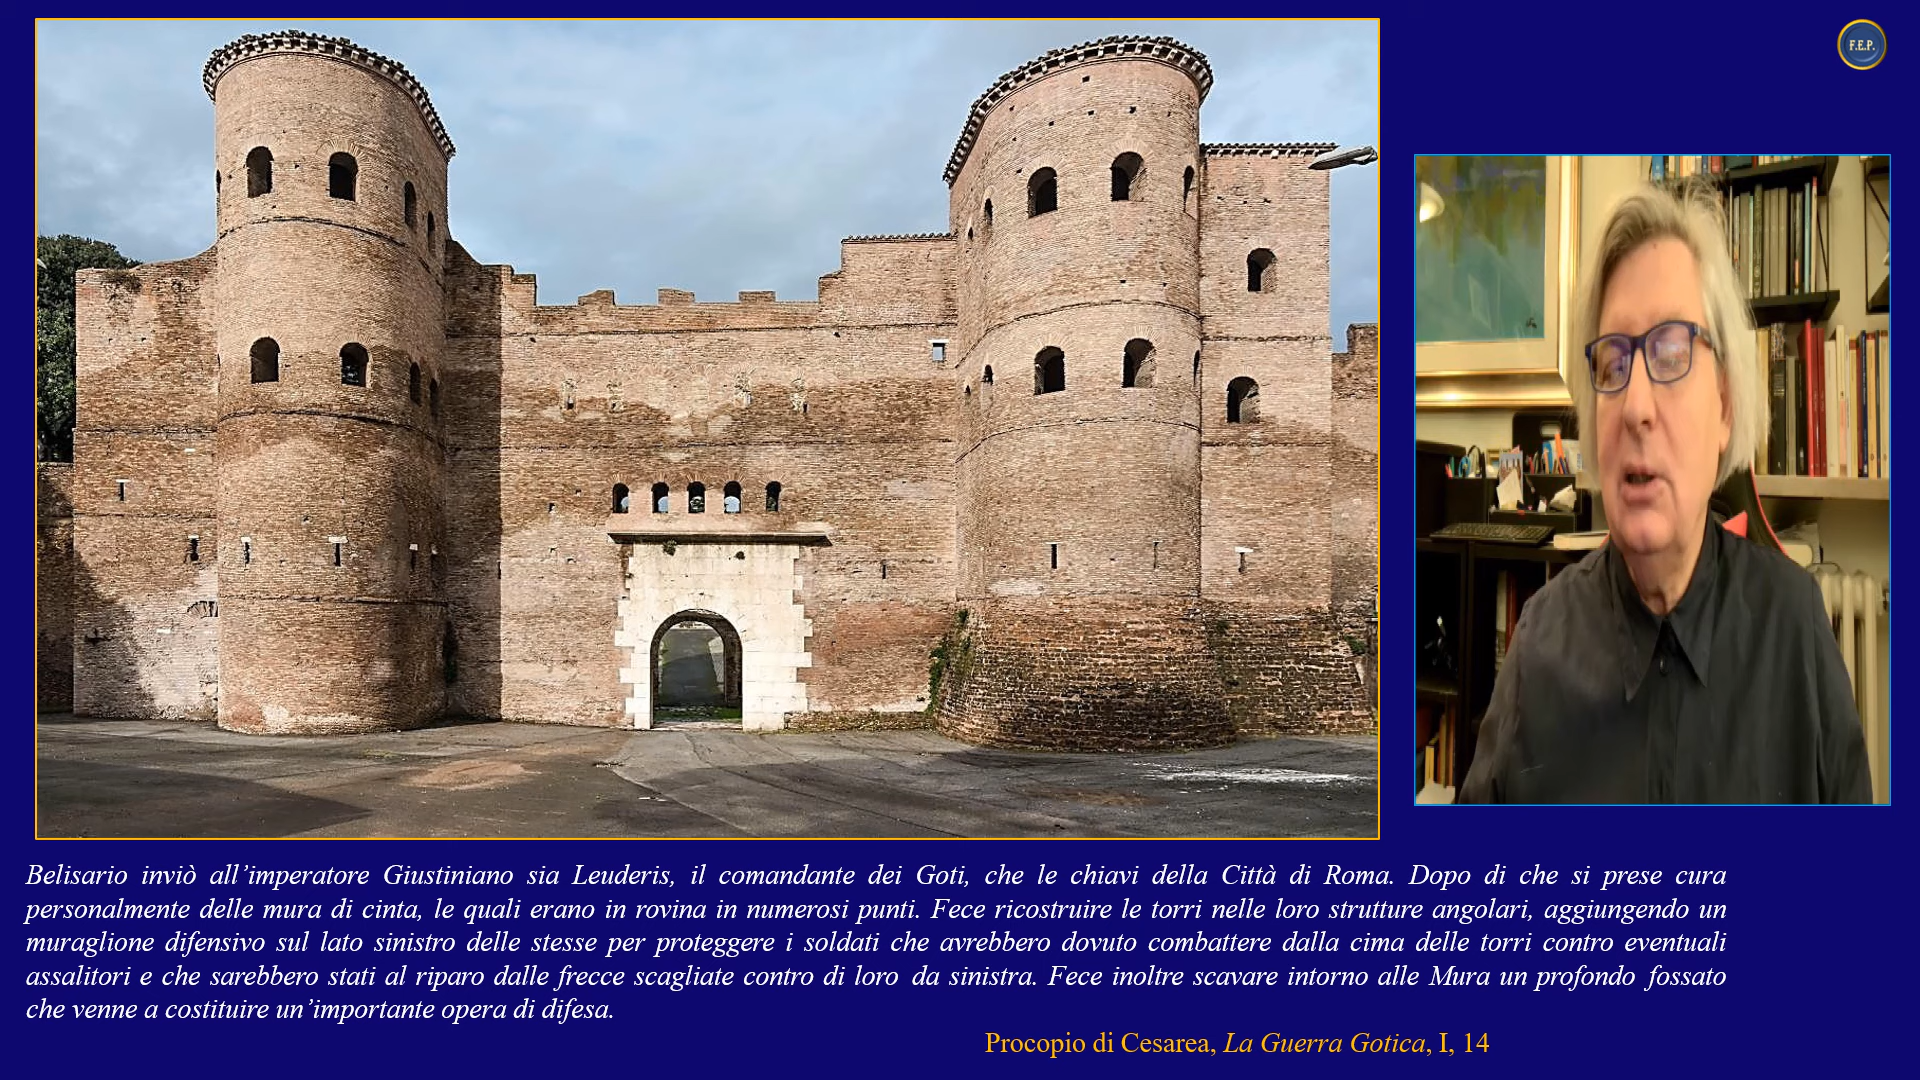 F.E.P.
Belisario inviò all’imperatore Giustiniano sia Leuderis, il comandante dei Goti, che le chiavi della Città di Roma. Dopo di che si prese cura
personalmente delle mura di cinta, le quali erano in rovina in numerosi punti. Fece ricostruire le torri nelle loro strutture angolari, aggiungendo un
muraglione difensivo sul lato sinistro delle stesse per proteggere i soldati che avrebbero dovuto combattere dalla cima delle torri contro eventuali
assalitori e che sarebbero stati al riparo dalle frecce scagliate contro di loro da sinistra. Fece inoltre scavare intorno alle Mura un profondo fossato
che venne a costituire un’importante opera di difesa.
Procopio di Cesarea, La Guerra Gotica, I, 14